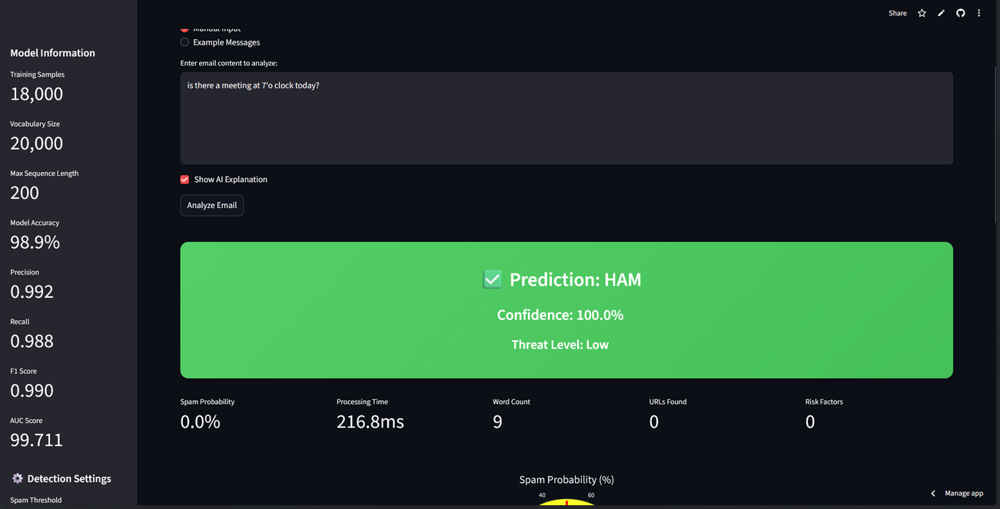 Share
Model Information
Training Samples
18,000
Vocabulary Size
20,000
Max Sequence Length
200
Model Accuracy
98.9%
Precision
0.992
Recall
0.988
F1 Score
0.990
AUC Score
99.711
Detection Settings
Spam Threshold
Manual Input
Example Messages
Enter email content to analyze:
is there a meeting at 7'o clock today?
Show AI Explanation
Analyze Email
Prediction: HAM
Confidence: 100.0%
Threat Level: Low
Spam Probability
0.0%
Processing Time
216.8ms
Word Count
9
URLs Found
0
Risk Factors
0
Spam Probability (%)
40 60
Manage app